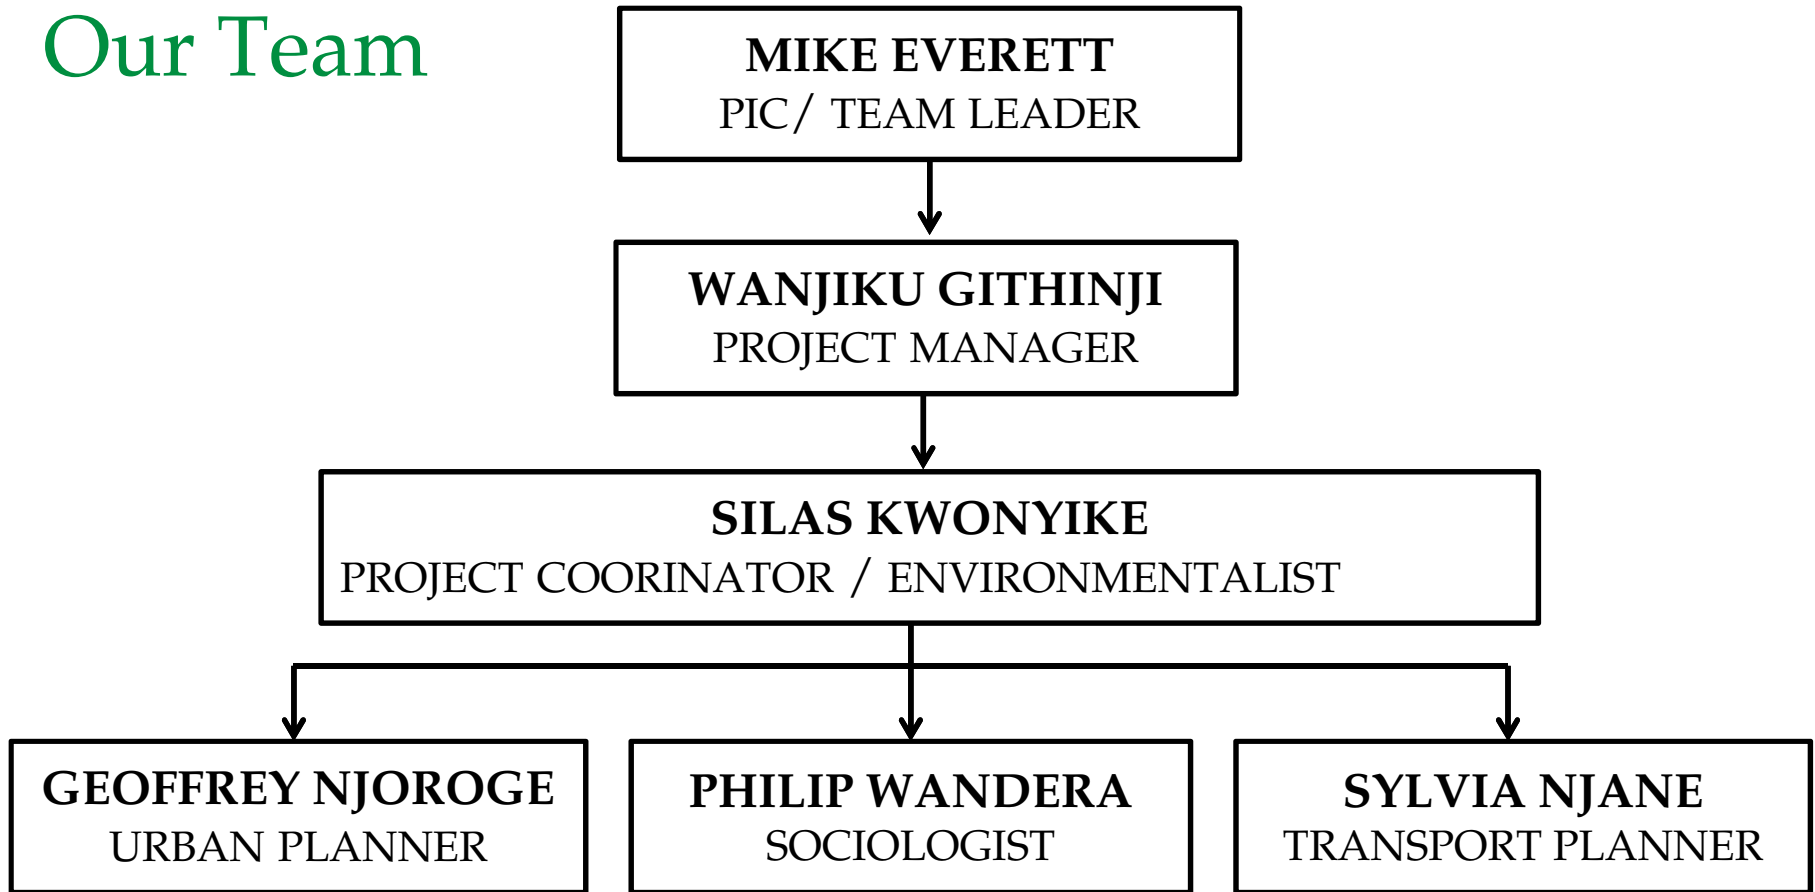 Our Team
MIKE EVERETT
PIC/ TEAM LEADER
WANJIKU GITHINJI
PROJECT MANAGER
SILAS KWONYIKE
PROJECT COORINATOR / ENVIRONMENTALIST
GEOFFREY NJOROGE
URBAN PLANNER
PHILIP WANDERA
SOCIOLOGIST
SYLVIA NJANE
TRANSPORT PLANNER